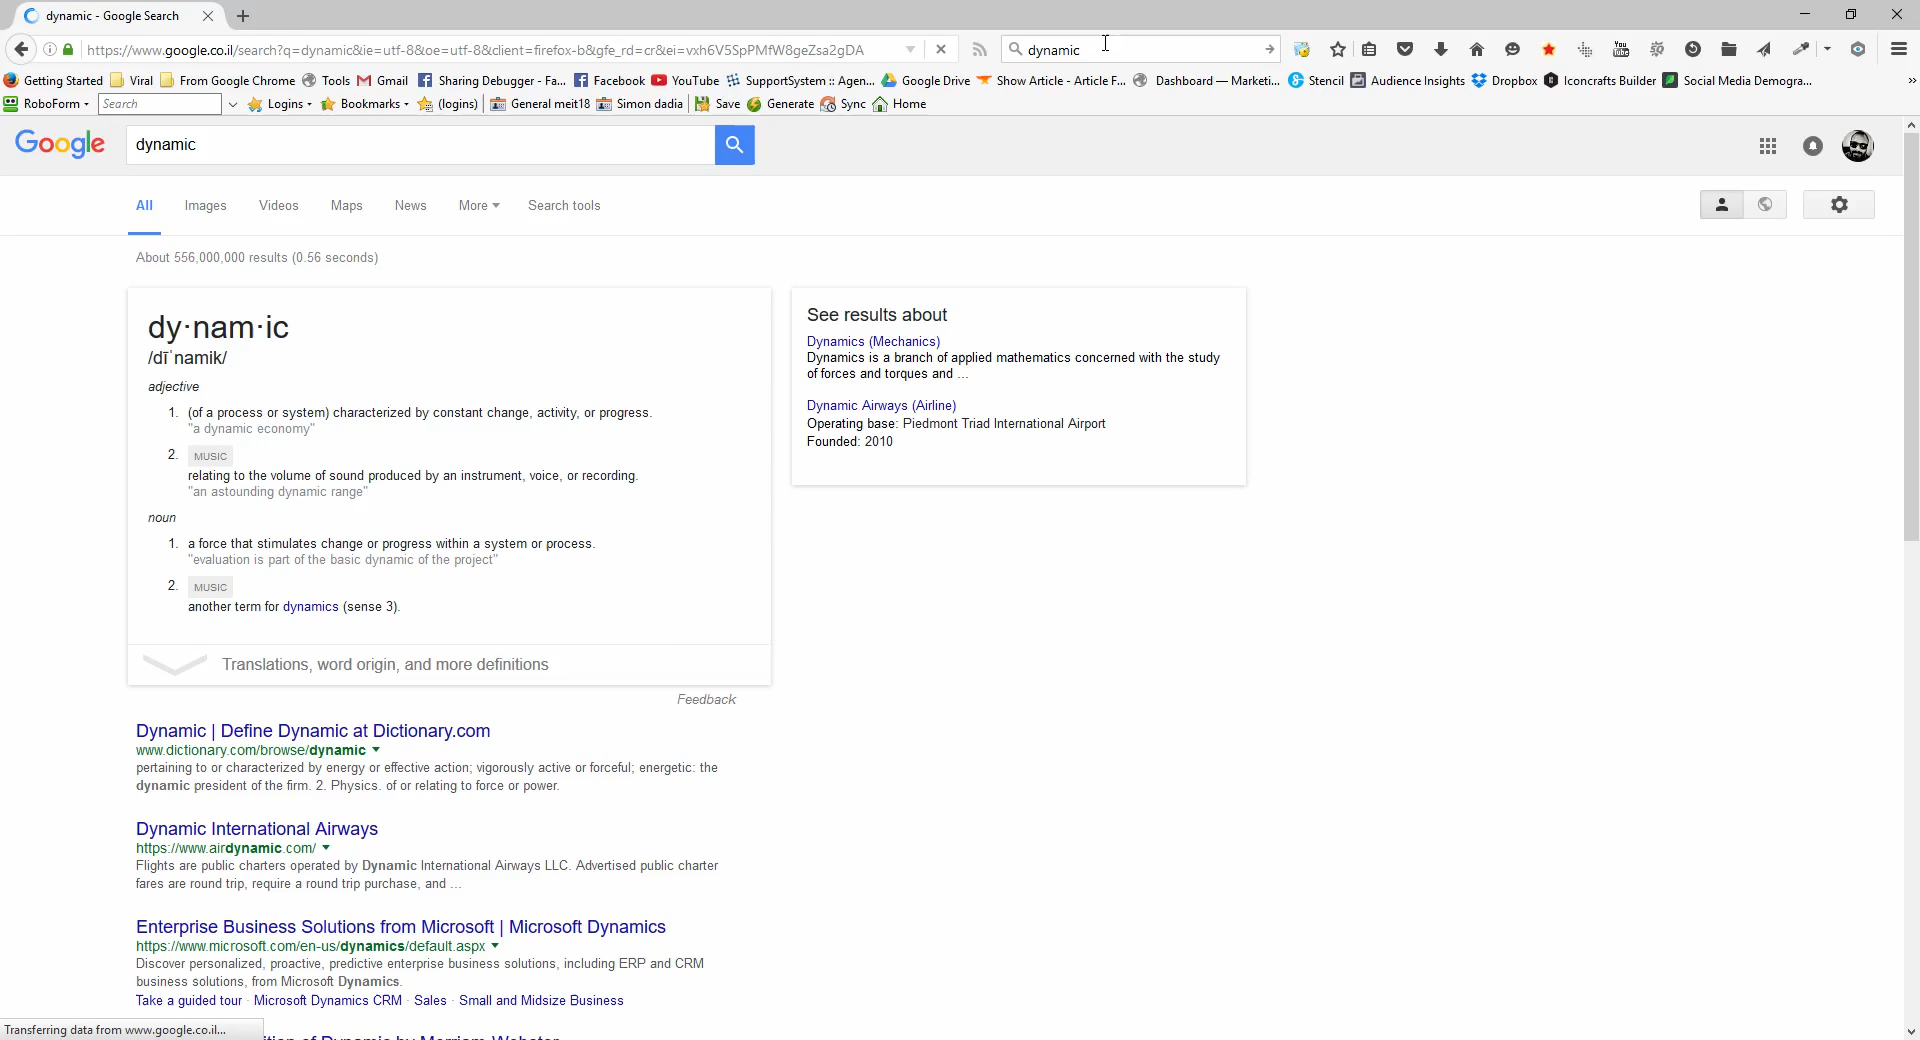 dynamic - Google Search
https://www.google.co.il/search?q=dynamic&ie=utf-8&oe=utf-8&client=firefox-b&gfe_rd=cr&ei=vxh6V5SpPMfW8geZsa2gDA
dynamic
Getting Started Viral From Google Chrome Tools Gmail Sharing Debugger - Fa... Facebook YouTube SupportSystem :: Agen... Google Drive Show Article - Article F... Dashboard — Marketi... Stencil Audience Insights Dropbox Iconcrafts Builder Social Media Demogra... »
RoboForm Search Logins Bookmarks (logins) General meit18 Simon dadia Save Generate Sync Home
Google dynamic
All Images Videos Maps News More Search tools
About 556,000,000 results (0.56 seconds)
dy·nam·ic
/dīˈnamik/
adjective
1. (of a process or system) characterized by constant change, activity, or progress.
"a dynamic economy"
2. MUSIC
relating to the volume of sound produced by an instrument, voice, or recording.
"an astounding dynamic range"
noun
1. a force that stimulates change or progress within a system or process.
"evaluation is part of the basic dynamic of the project"
2. MUSIC
another term for dynamics (sense 3).
Translations, word origin, and more definitions
Feedback
See results about
Dynamics (Mechanics)
Dynamics is a branch of applied mathematics concerned with the study
of forces and torques and ...
Dynamic Airways (Airline)
Operating base: Piedmont Triad International Airport
Founded: 2010
Dynamic | Define Dynamic at Dictionary.com
www.dictionary.com/browse/dynamic
pertaining to or characterized by energy or effective action; vigorously active or forceful; energetic: the
dynamic president of the firm. 2. Physics. of or relating to force or power.
Dynamic International Airways
https://www.airdynamic.com/
Flights are public charters operated by Dynamic International Airways LLC. Advertised public charter
fares are round trip, require a round trip purchase, and ...
Enterprise Business Solutions from Microsoft | Microsoft Dynamics
https://www.microsoft.com/en-us/dynamics/default.aspx
Discover personalized, proactive, predictive enterprise business solutions, including ERP and CRM
business solutions, from Microsoft Dynamics.
Take a guided tour · Microsoft Dynamics CRM · Sales · Small and Midsize Business
Transferring data from www.google.co.il...
of Dynamic by Merriam-Webster